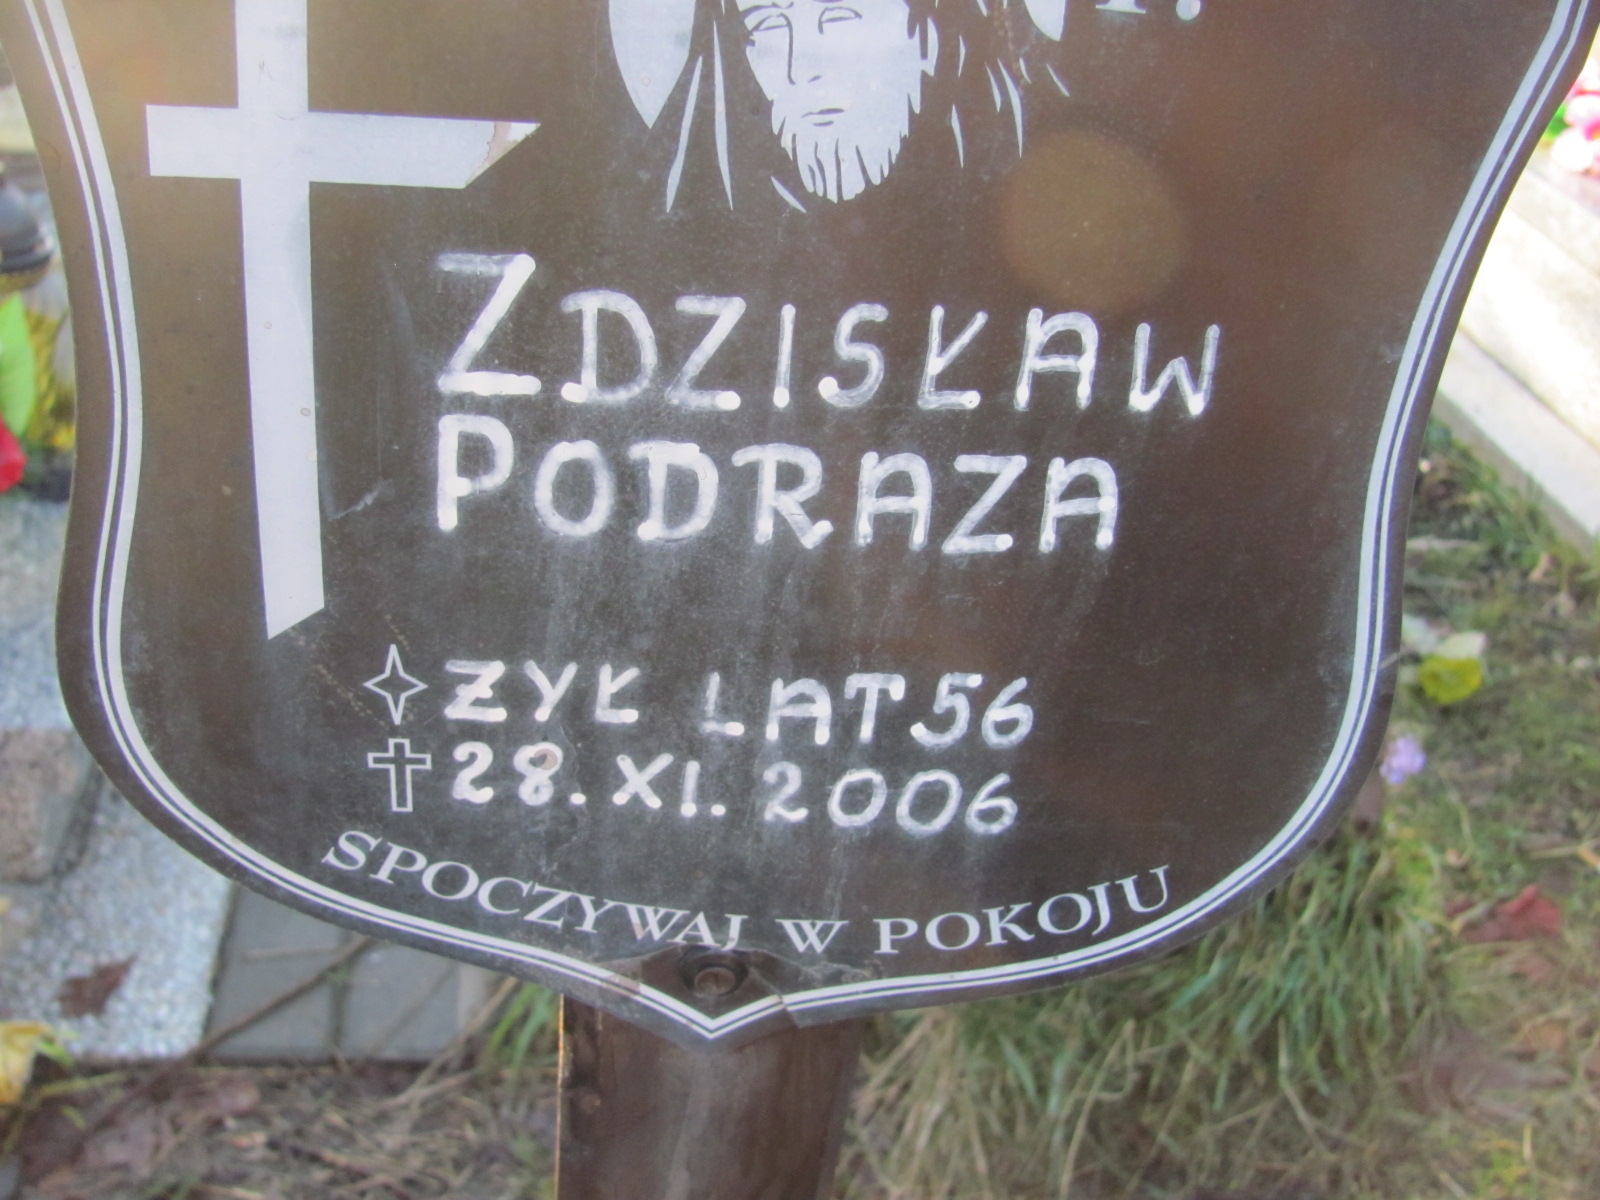 ZDZISŁAW
PODRAZA
ŻYŁ LAT 56
28. XI. 2006
SPOCZYWAJ W POKOJU